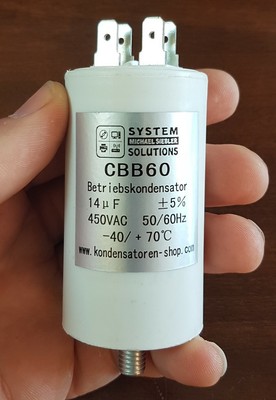 SYSTEM
MICHAEL SIEBLER
SOLUTIONS
CBB60
Betriebskondensator
14µF ±5%
450VAC 50/60Hz
-40/+70℃
www.kondensatoren-shop.com